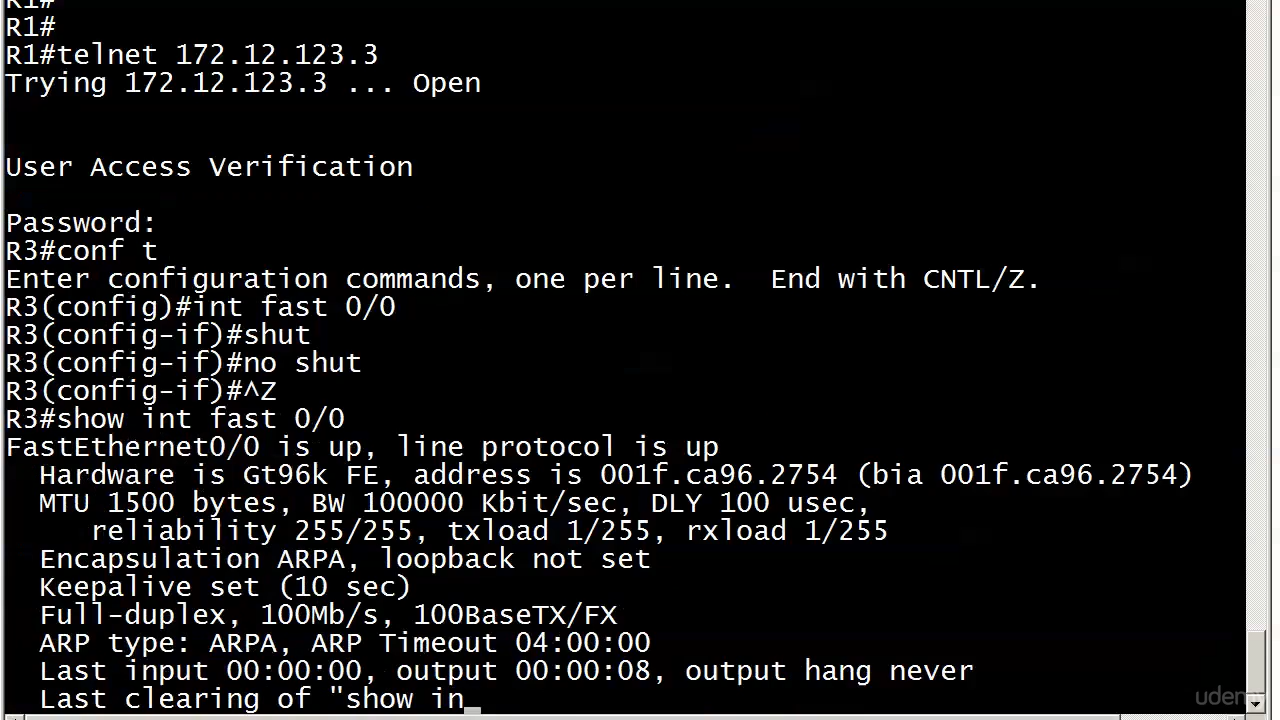 R1#
R1#
R1#telnet 172.12.123.3
Trying 172.12.123.3 ... Open
User Access Verification
Password:
R3#conf t
Enter configuration commands, one per line.  End with CNTL/Z.
R3(config)#int fast 0/0
R3(config-if)#shut
R3(config-if)#no shut
R3(config-if)#^Z
R3#show int fast 0/0
FastEthernet0/0 is up, line protocol is up
  Hardware is Gt96k FE, address is 001f.ca96.2754 (bia 001f.ca96.2754)
  MTU 1500 bytes, BW 100000 Kbit/sec, DLY 100 usec,
     reliability 255/255, txload 1/255, rxload 1/255
  Encapsulation ARPA, loopback not set
  Keepalive set (10 sec)
  Full-duplex, 100Mb/s, 100BaseTX/FX
  ARP type: ARPA, ARP Timeout 04:00:00
  Last input 00:00:00, output 00:00:08, output hang never
  Last clearing of "show in